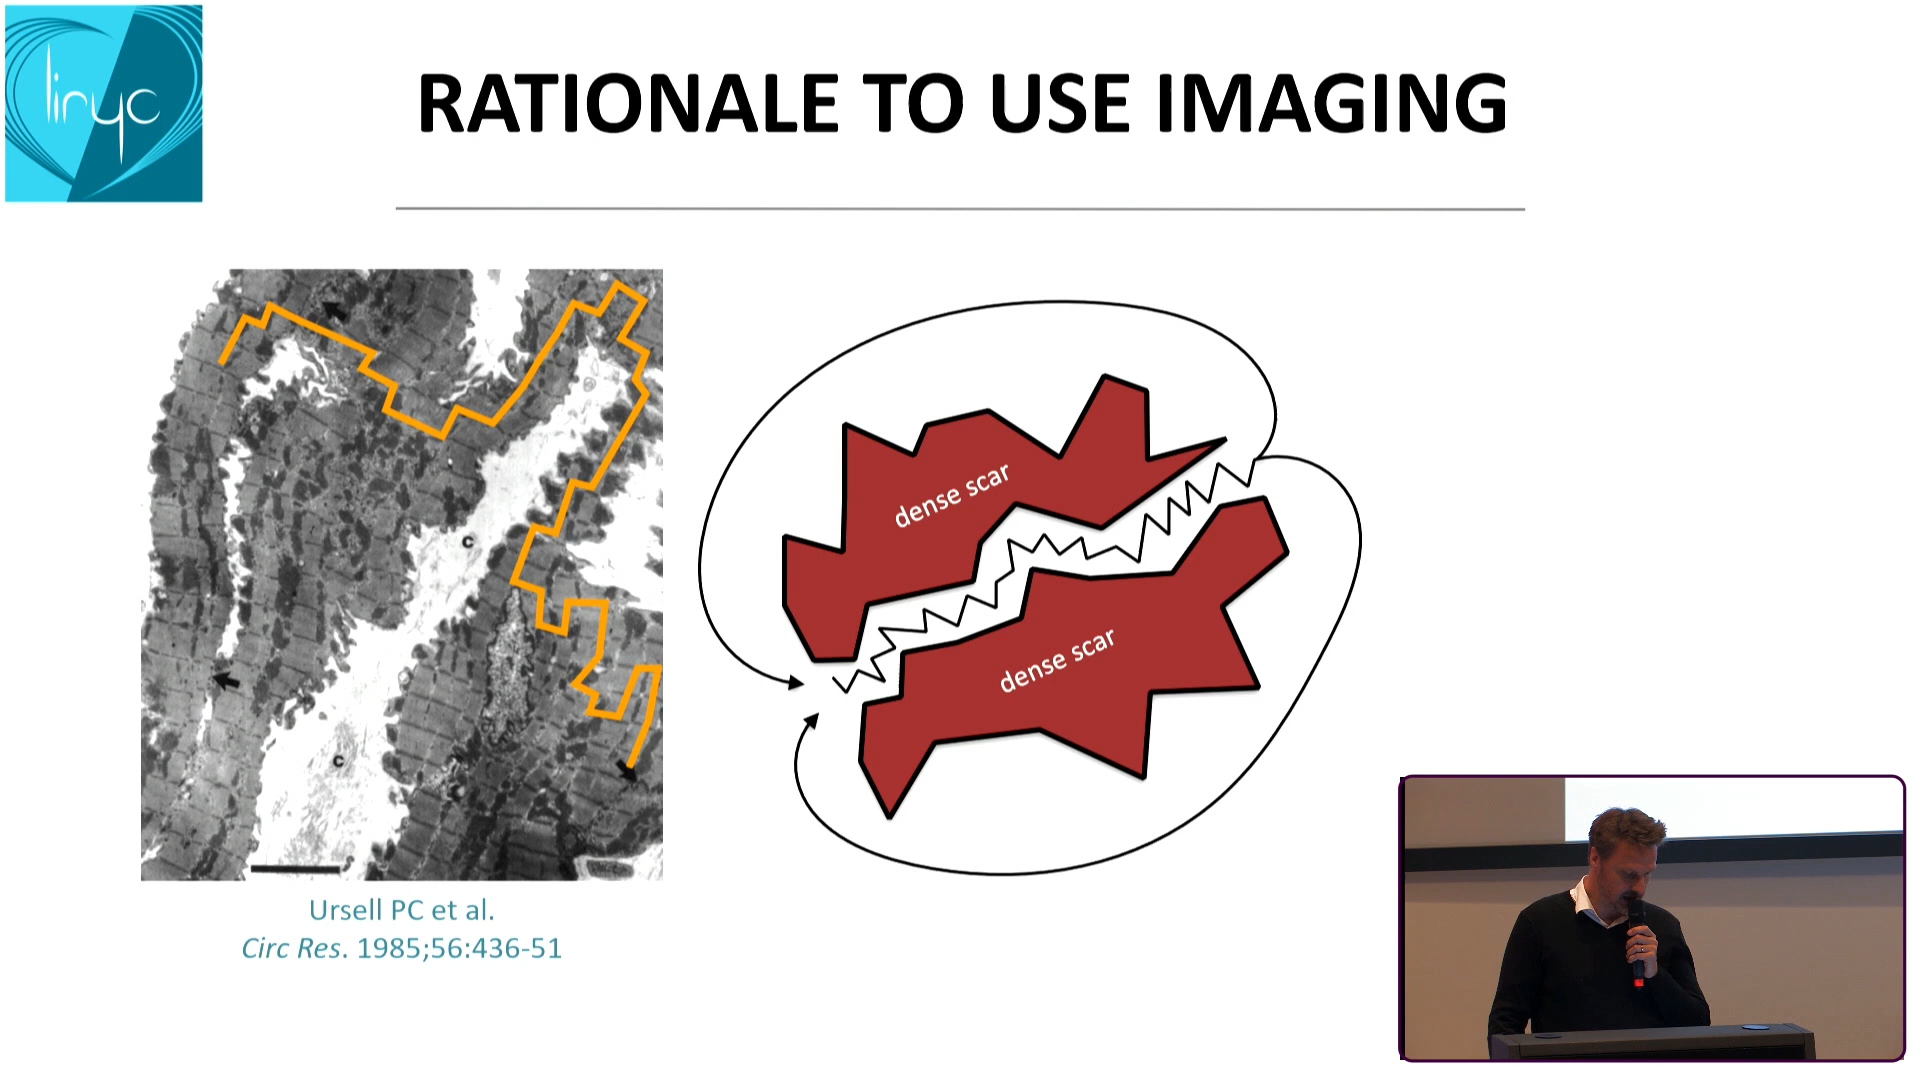 liryc
RATIONALE TO USE IMAGING
dense scar
c
dense scar
c
Ursell PC et al.
Circ Res. 1985;56:436-51